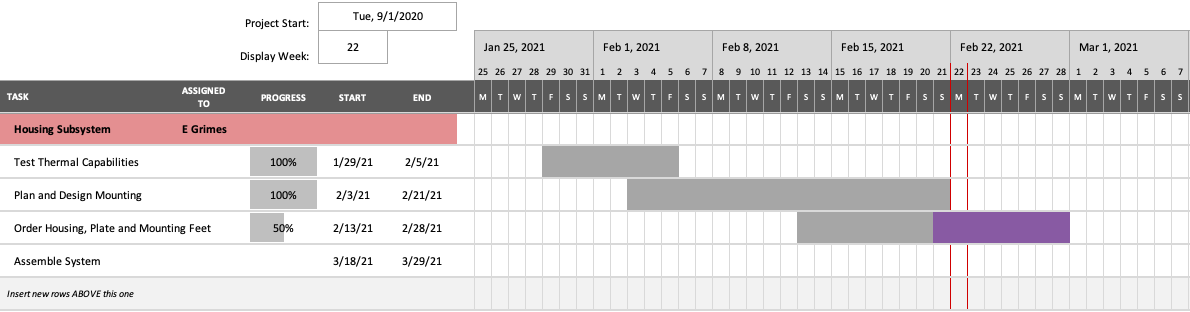 Project Start: Tue, 9/1/2020
Display Week: 22
Jan 25, 2021 Feb 1, 2021 Feb 8, 2021 Feb 15, 2021 Feb 22, 2021 Mar 1, 2021
25 26 27 28 29 30 31 1 2 3 4 5 6 7 8 9 10 11 12 13 14 15 16 17 18 19 20 21 22 23 24 25 26 27 28 1 2 3 4 5 6 7
TASK ASSIGNED TO PROGRESS START END M T W T F S S M T W T F S S M T W T F S S M T W T F S S M T W T F S S M T W T F S S
Housing Subsystem E Grimes
Test Thermal Capabilities 100% 1/29/21 2/5/21
Plan and Design Mounting 100% 2/3/21 2/21/21
Order Housing, Plate and Mounting Feet 50% 2/13/21 2/28/21
Assemble System 3/18/21 3/29/21
Insert new rows ABOVE this one